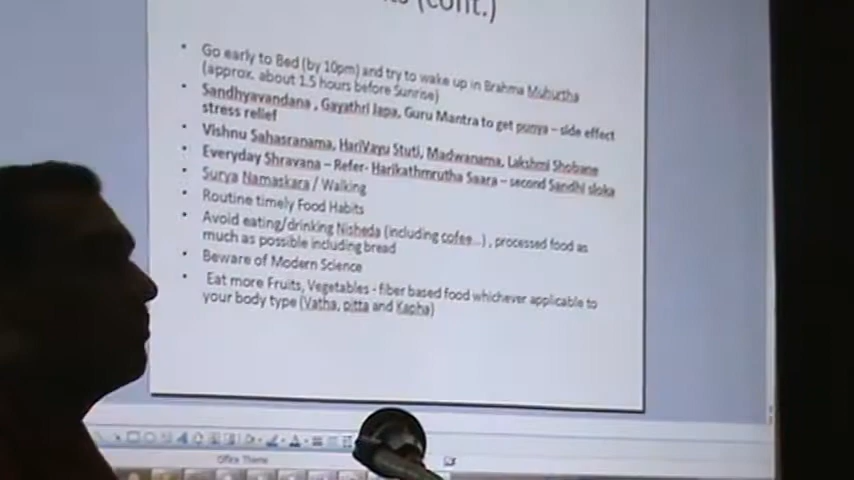 (cont.)
Go early to Bed (by 10pm) and try to wake up in Brahma Muhurtha
(approx. about 1.5 hours before Sunrise)
Sandhyavandana , Gayathri Japa, Guru Mantra to get punya – side effect
stress relief
Vishnu Sahasranama, HariVayu Stuti, Madwanama, Lakshmi Shobane
Everyday Shravana – Refer- Harikathmrutha Saara – second Sandhi sloka
Surya Namaskara / Walking
Routine timely Food Habits
Avoid eating/drinking Nisheda (including cofee...) , processed food as
much as possible including bread
Beware of Modern Science
Eat more Fruits, Vegetables - fiber based food whichever applicable to
your body type (Vatha, pitta and Kapha)
Office Theme